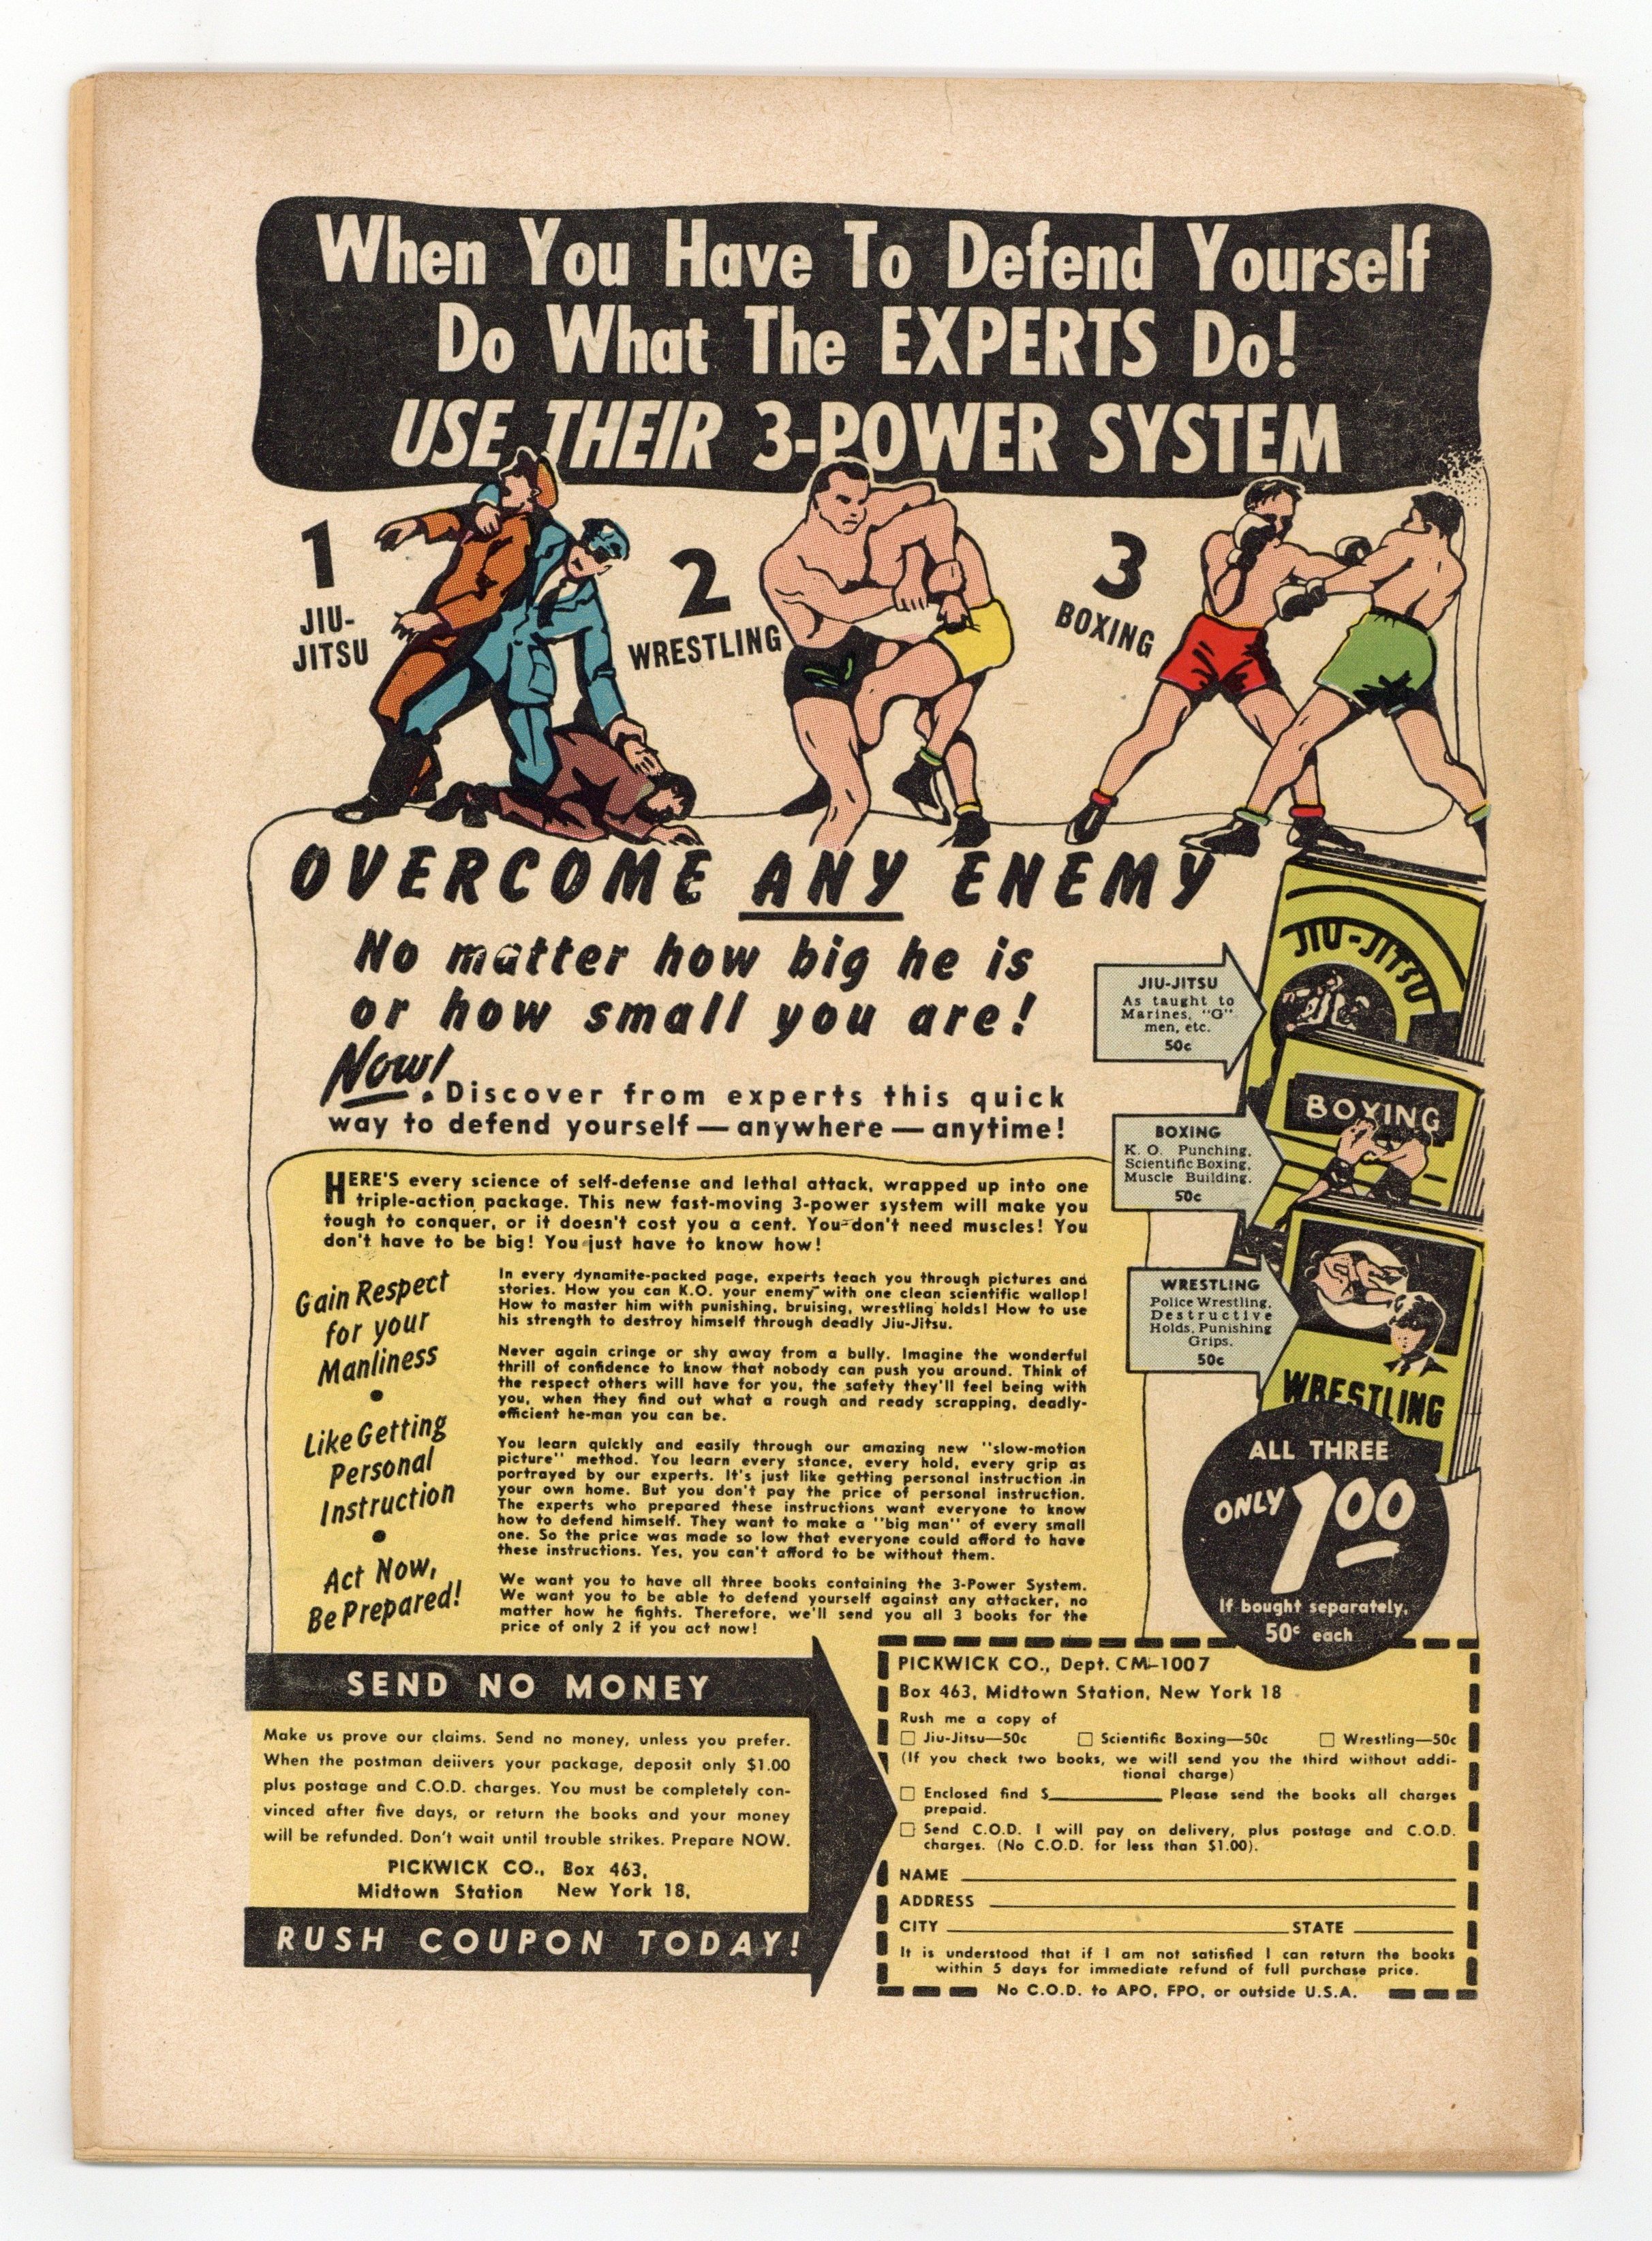 When You Have To Defend Yourself
Do What The EXPERTS Do!
USE THEIR 3-POWER SYSTEM
1
JIU-
JITSU
2
WRESTLING
3
BOXING
OVERCOME ANY ENEMY
No matter how big he is
or how small you are!
Now! Discover from experts this quick
way to defend yourself — anywhere — anytime!
JIU-JITSU
As taught to
Marines, "G"
men, etc.
50c
JIU-JITSU
BOXING
K. O. Punching,
Scientific Boxing,
Muscle Building.
50c
BOXING
WRESTLING
Police Wrestling,
Destructive
Holds, Punishing
Grips.
50c
WRESTLING
ALL THREE
ONLY 1.00
If bought separately,
50c each
HERE'S every science of self-defense and lethal attack, wrapped up into one
triple-action package. This new fast-moving 3-power system will make you
tough to conquer, or it doesn't cost you a cent. You don't need muscles! You
don't have to be big! You just have to know how!
Gain Respect
for your
Manliness
•
Like Getting
Personal
Instruction
•
Act Now,
Be Prepared!
In every dynamite-packed page, experts teach you through pictures and
stories. How you can K.O. your enemy with one clean scientific wallop!
How to master him with punishing, bruising, wrestling holds! How to use
his strength to destroy himself through deadly Jiu-Jitsu.
Never again cringe or shy away from a bully. Imagine the wonderful
thrill of confidence to know that nobody can push you around. Think of
the respect others will have for you, the safety they'll feel being with
you, when they find out what a rough and ready scrapping, deadly-
efficient he-man you can be.
You learn quickly and easily through our amazing new "slow-motion
picture" method. You learn every stance, every hold, every grip as
portrayed by our experts. It's just like getting personal instruction in
your own home. But you don't pay the price of personal instruction.
The experts who prepared these instructions want everyone to know
how to defend himself. They want to make a "big man" of every small
one. So the price was made so low that everyone could afford to have
these instructions. Yes, you can't afford to be without them.
We want you to have all three books containing the 3-Power System.
We want you to be able to defend yourself against any attacker, no
matter how he fights. Therefore, we'll send you all 3 books for the
price of only 2 if you act now!
SEND NO MONEY
Make us prove our claims. Send no money, unless you prefer.
When the postman delivers your package, deposit only $1.00
plus postage and C.O.D. charges. You must be completely con-
vinced after five days, or return the books and your money
will be refunded. Don't wait until trouble strikes. Prepare NOW.
PICKWICK CO., Box 463,
Midtown Station New York 18,
RUSH COUPON TODAY!
PICKWICK CO., Dept. CM-1007
Box 463, Midtown Station, New York 18
Rush me a copy of
☐ Jiu-Jitsu—50c ☐ Scientific Boxing—50c ☐ Wrestling—50c
(If you check two books, we will send you the third without addi-
tional charge)
☐ Enclosed find $__________ Please send the books all charges
prepaid.
☐ Send C.O.D. I will pay on delivery, plus postage and C.O.D.
charges. (No C.O.D. for less than $1.00).
NAME
ADDRESS
CITY STATE
It is understood that if I am not satisfied I can return the books
within 5 days for immediate refund of full purchase price.
No C.O.D. to APO, FPO, or outside U.S.A.